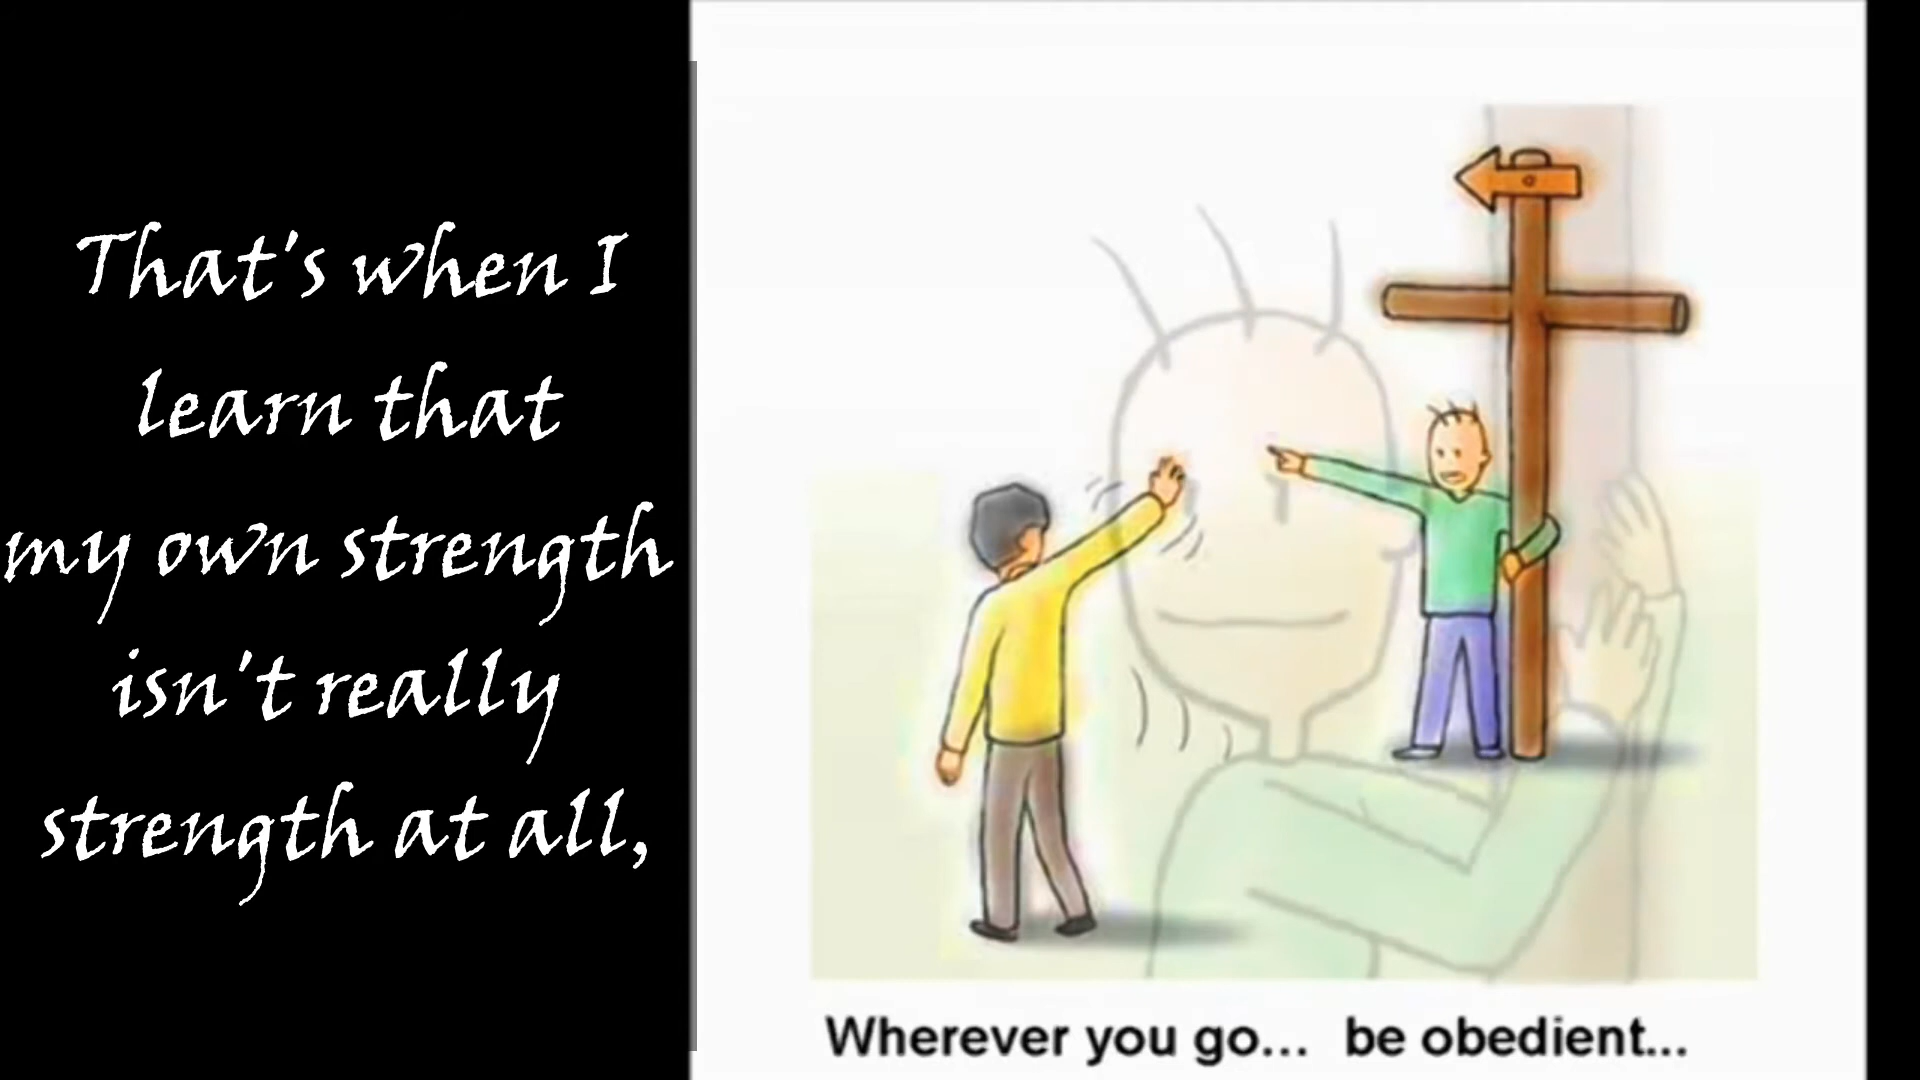 That's when I
learn that
my own strength
isn't really
strength at all,
Wherever you go... be obedient...